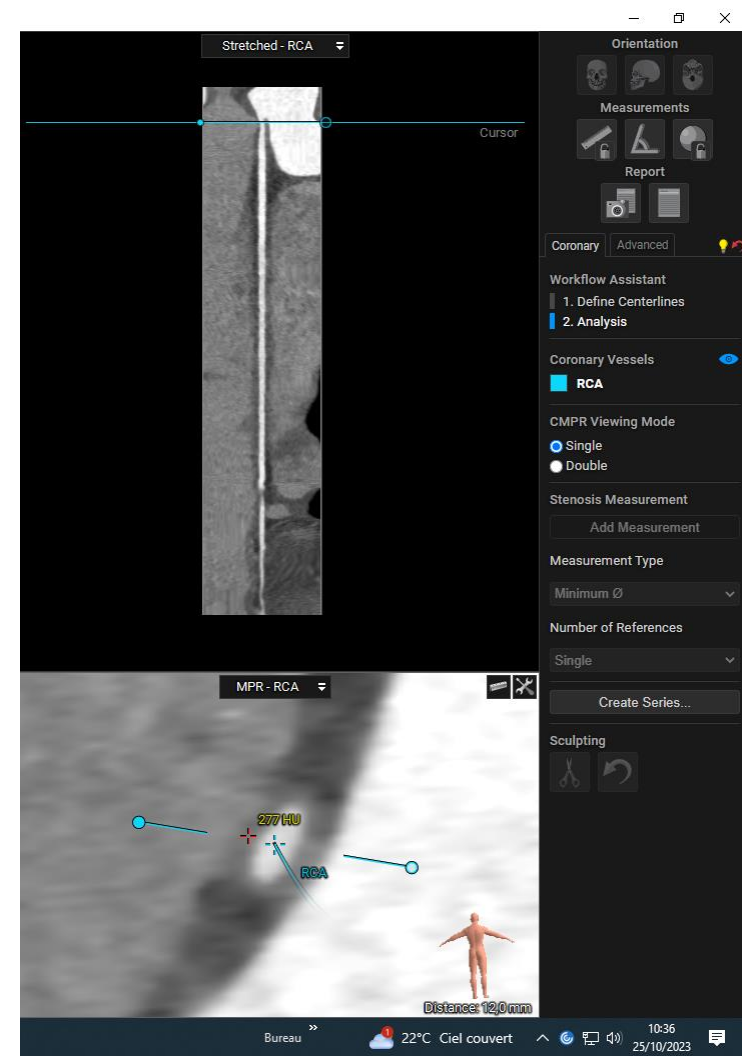 Stretched - RCA
Cursor
Orientation
Measurements
Report
Coronary
Advanced
Workflow Assistant
1. Define Centerlines
2. Analysis
Coronary Vessels
RCA
CMPR Viewing Mode
Single
Double
Stenosis Measurement
Add Measurement
Measurement Type
Minimum Ø
Number of References
Single
Create Series...
Sculpting
MPR - RCA
277 HU
RCA
Distance: 12,0 mm
Bureau
»
1
22°C Ciel couvert
10:36
25/10/2023